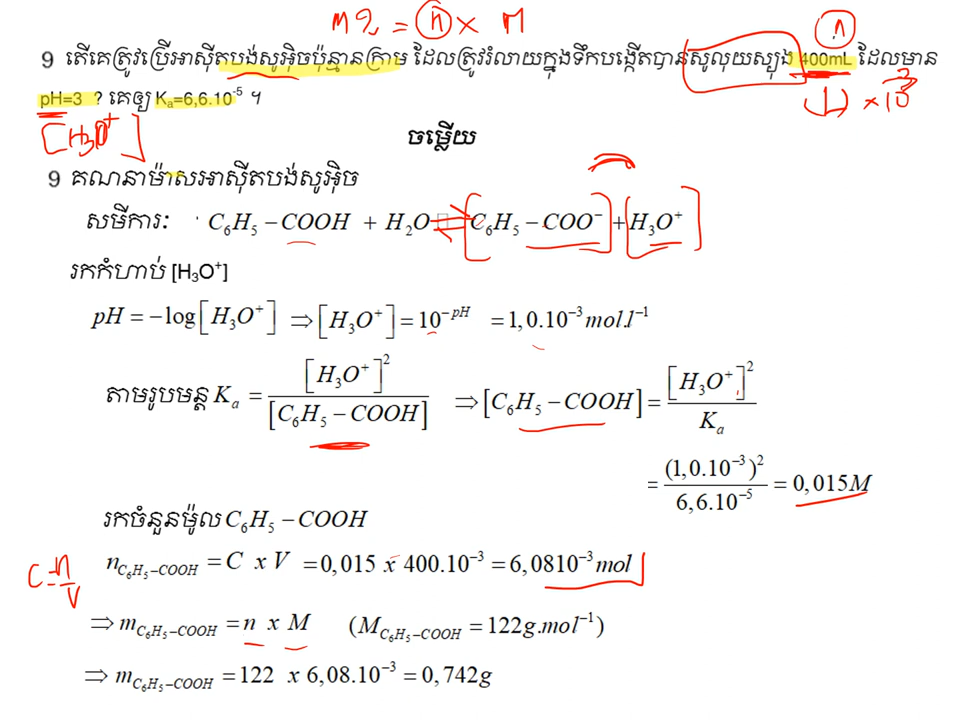 m = n x M
n
9 តើគេត្រូវប្រើអាស៊ីតបង់សូអ៊ិចប៉ុន្មានក្រាម ដែលត្រូវរំលាយក្នុងទឹកបង្កើតបានសូលុយស្យុង 400mL ដែលមាន
pH=3 ? គេឲ្យ Ka=6,6.10⁻⁵ ។
[H₃O⁺]
x 10⁻³
ចម្លើយ
9 គណនាម៉ាសអាស៊ីតបង់សូអ៊ិច
សមីការ: C₆H₅ − COOH + H₂O ⇌ C₆H₅ − COO⁻ + H₃O⁺
រកកំហាប់ [H₃O⁺]
pH = −log[H₃O⁺] ⇒ [H₃O⁺] = 10⁻ᵖᴴ = 1,0.10⁻³ mol.l⁻¹
តាមរូបមន្ត Kₐ = [H₃O⁺]² / [C₆H₅ − COOH] ⇒ [C₆H₅ − COOH] = [H₃O⁺]² / Kₐ
= (1,0.10⁻³)² / 6,6.10⁻⁵ = 0,015M
រកចំនួនម៉ូល C₆H₅ − COOH
C = n/V
n C₆H₅−COOH = C x V = 0,015 x 400.10⁻³ = 6,0810⁻³ mol
⇒ m C₆H₅−COOH = n x M (M C₆H₅−COOH = 122g.mol⁻¹)
⇒ m C₆H₅−COOH = 122 x 6,08.10⁻³ = 0,742g